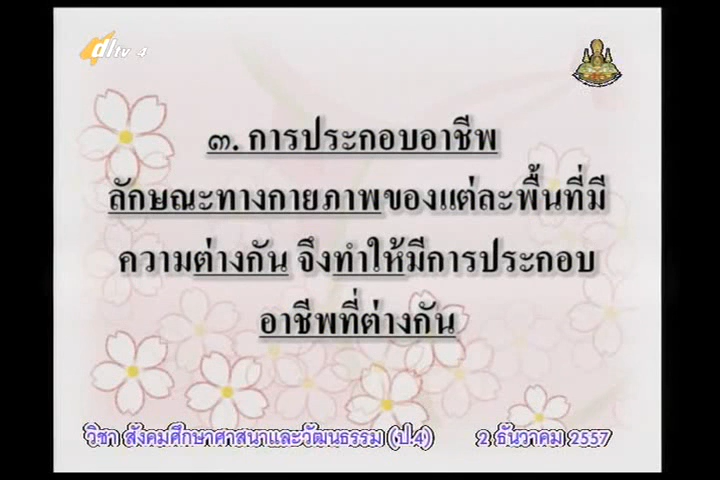 dltv 4
๓. การประกอบอาชีพ
ลักษณะทางกายภาพของแต่ละพื้นที่มี
ความต่างกัน จึงทำให้มีการประกอบ
อาชีพที่ต่างกัน
วิชา สังคมศึกษาศาสนาและวัฒนธรรม (ป.4) 2 ธันวาคม 2557